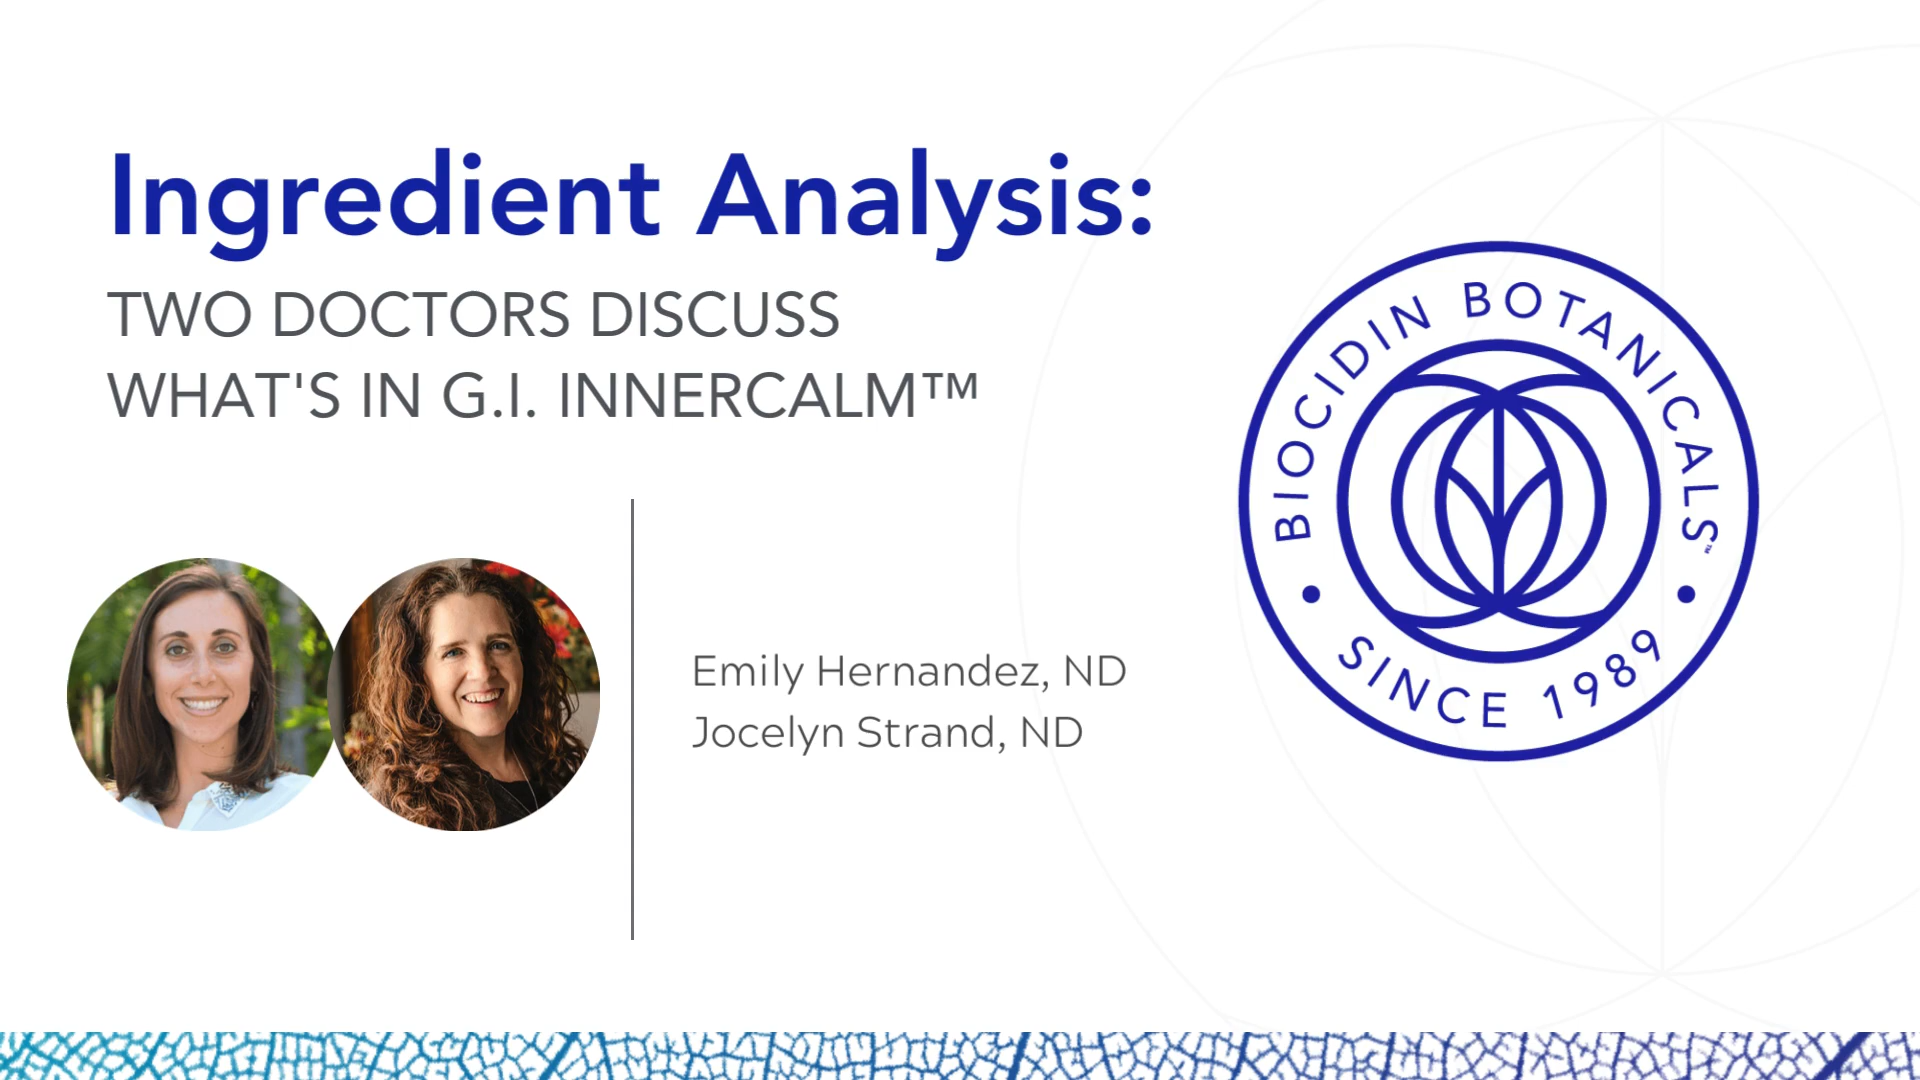 Ingredient Analysis:
TWO DOCTORS DISCUSS
WHAT'S IN G.I. INNERCALM™
Emily Hernandez, ND
Jocelyn Strand, ND
BIOCIDIN BOTANICALS™
• SINCE 1989 •